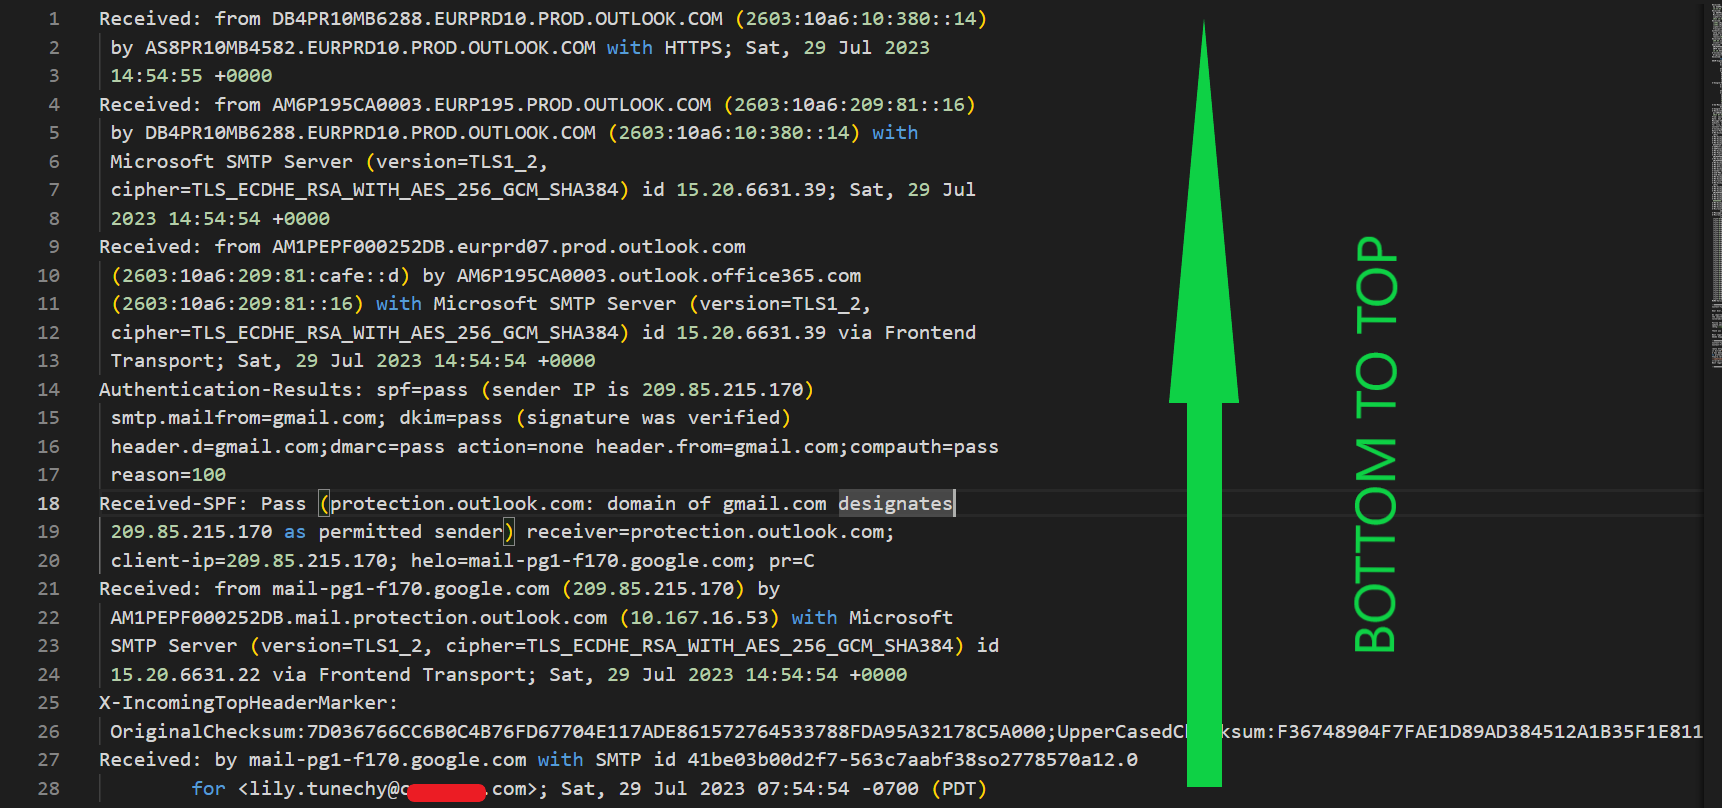 1 Received: from DB4PR10MB6288.EURPRD10.PROD.OUTLOOK.COM (2603:10a6:10:380::14)
2 by AS8PR10MB4582.EURPRD10.PROD.OUTLOOK.COM with HTTPS; Sat, 29 Jul 2023
3 14:54:55 +0000
4 Received: from AM6P195CA0003.EURP195.PROD.OUTLOOK.COM (2603:10a6:209:81::16)
5 by DB4PR10MB6288.EURPRD10.PROD.OUTLOOK.COM (2603:10a6:10:380::14) with
6 Microsoft SMTP Server (version=TLS1_2,
7 cipher=TLS_ECDHE_RSA_WITH_AES_256_GCM_SHA384) id 15.20.6631.39; Sat, 29 Jul
8 2023 14:54:54 +0000
9 Received: from AM1PEPF000252DB.eurprd07.prod.outlook.com
10 (2603:10a6:209:81:cafe::d) by AM6P195CA0003.outlook.office365.com
11 (2603:10a6:209:81::16) with Microsoft SMTP Server (version=TLS1_2,
12 cipher=TLS_ECDHE_RSA_WITH_AES_256_GCM_SHA384) id 15.20.6631.39 via Frontend
13 Transport; Sat, 29 Jul 2023 14:54:54 +0000
14 Authentication-Results: spf=pass (sender IP is 209.85.215.170)
15 smtp.mailfrom=gmail.com; dkim=pass (signature was verified)
16 header.d=gmail.com;dmarc=pass action=none header.from=gmail.com;compauth=pass
17 reason=100
18 Received-SPF: Pass (protection.outlook.com: domain of gmail.com designates
19 209.85.215.170 as permitted sender) receiver=protection.outlook.com;
20 client-ip=209.85.215.170; helo=mail-pg1-f170.google.com; pr=C
21 Received: from mail-pg1-f170.google.com (209.85.215.170) by
22 AM1PEPF000252DB.mail.protection.outlook.com (10.167.16.53) with Microsoft
23 SMTP Server (version=TLS1_2, cipher=TLS_ECDHE_RSA_WITH_AES_256_GCM_SHA384) id
24 15.20.6631.22 via Frontend Transport; Sat, 29 Jul 2023 14:54:54 +0000
25 X-IncomingTopHeaderMarker:
26 OriginalChecksum:7D036766CC6B0C4B76FD67704E117ADE861572764533788FDA95A32178C5A000;UpperCasedC ksum:F36748904F7FAE1D89AD384512A1B35F1E811
27 Received: by mail-pg1-f170.google.com with SMTP id 41be03b00d2f7-563c7aabf38so2778570a12.0
28 for <lily.tunechy@c .com>; Sat, 29 Jul 2023 07:54:54 -0700 (PDT)
BOTTOM TO TOP